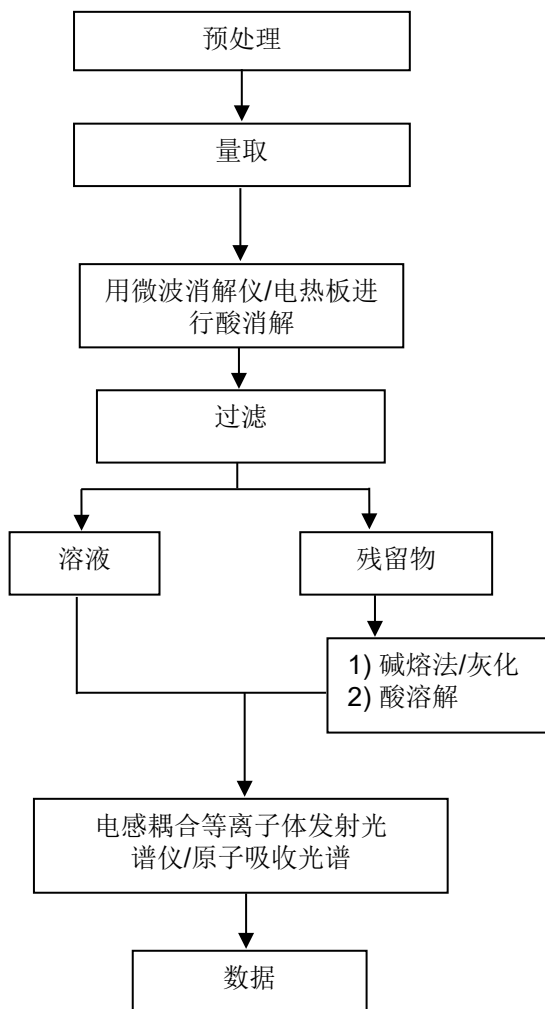 预处理
量取
用微波消解仪/电热板进
行酸消解
过滤
溶液
残留物
1) 碱熔法/灰化
2) 酸溶解
电感耦合等离子体发射光
谱仪/原子吸收光谱
数据